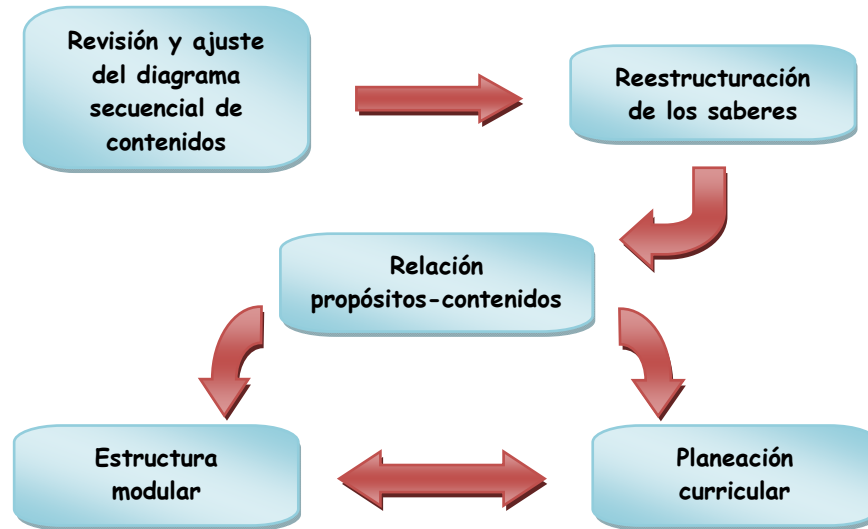 Revisión y ajuste
del diagrama
secuencial de
contenidos
Reestructuración
de los saberes
Relación
propósitos-contenidos
Estructura
modular
Planeación
curricular